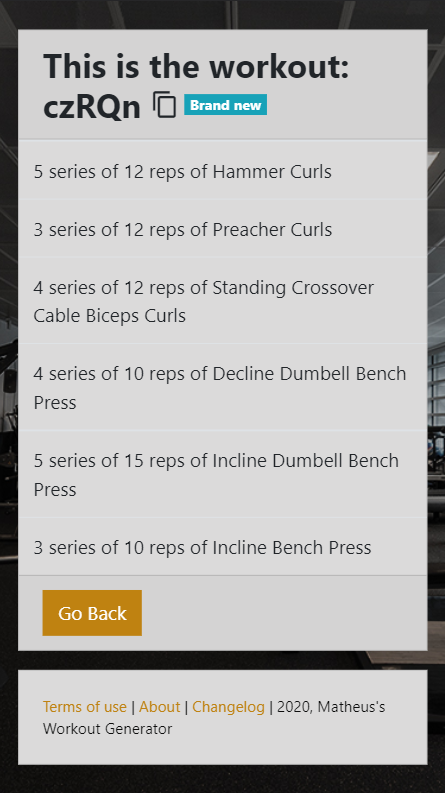 This is the workout:
czRQn Brand new
5 series of 12 reps of Hammer Curls
3 series of 12 reps of Preacher Curls
4 series of 12 reps of Standing Crossover
Cable Biceps Curls
4 series of 10 reps of Decline Dumbell Bench
Press
5 series of 15 reps of Incline Dumbell Bench
Press
3 series of 10 reps of Incline Bench Press
Go Back
Terms of use | About | Changelog | 2020, Matheus's
Workout Generator